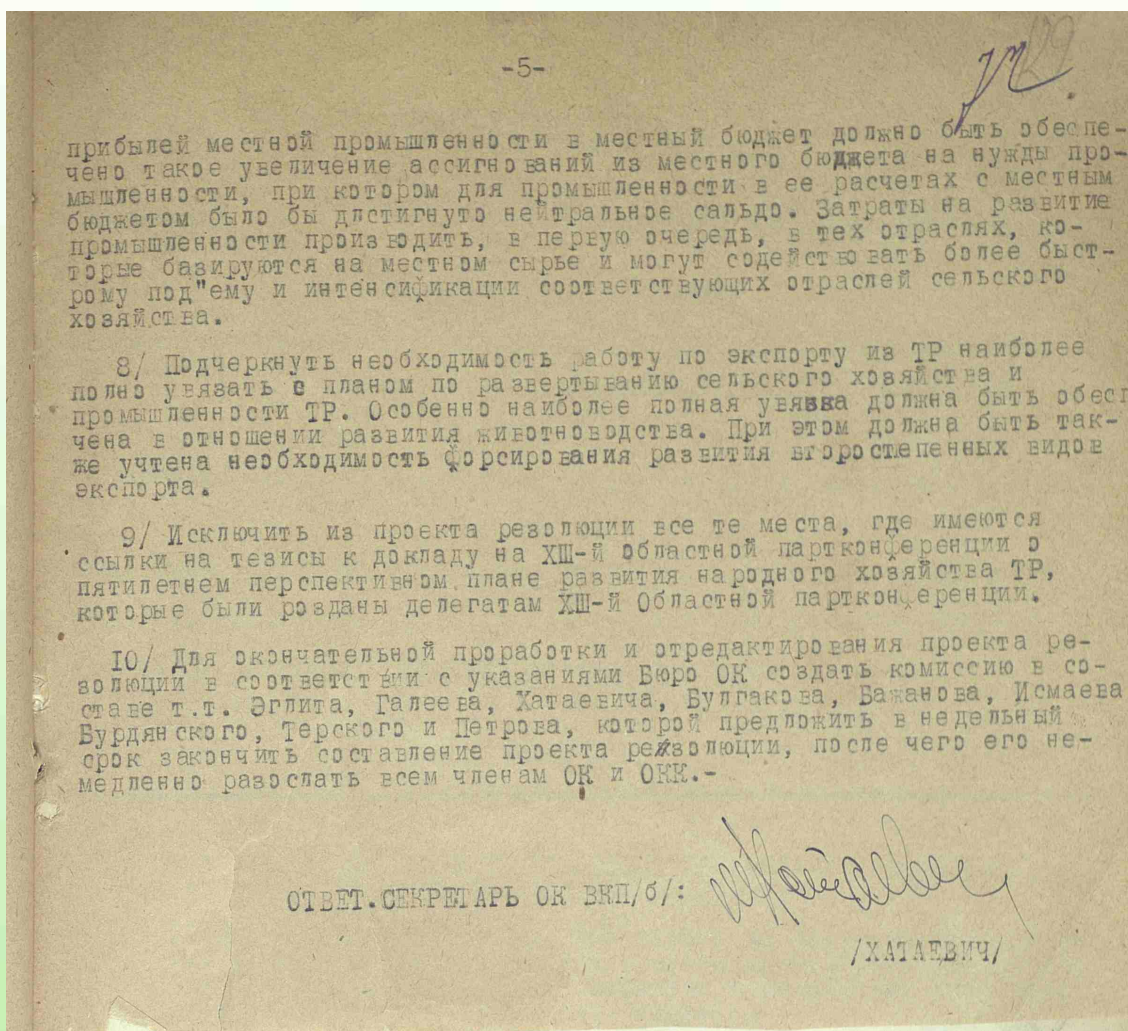 -5-
прибылей местной промышленности в местный бюджет должно быть обеспе-
чено такое увеличение ассигнований из местного бюджета на нужды про-
мышленности, при котором для промышленности в ее расчетах с местным
бюджетом было бы длстигнуто нейтральное сальдо. Затраты на развитие
промышленности производить, в первую очередь, в тех отраслях, ко-
торые базируются на местном сырье и могут содействовать более быст-
рому под"ему и интенсификации соответствующих отраслей сельского
хозяйства.
8/ Подчеркнуть необходимость работу по экспорту из ТР наиболее
полно увязать с планом по развертыванию сельского хозяйства и
промышленности ТР. Особенно наиболее полная увязка должна быть обесп
чена в отношении развития животноводства. При этом должна быть так-
же учтена необходимость форсирования развития второстепенных видов
экспорта.
9/ Исключить из проекта резолюции все те места, где имеются
ссылки на тезисы к докладу на ХШ-й областной партконференции о
пятилетнем перспективном плане развития народного хозяйства ТР,
которые были розданы делегатам ХШ-й Областной партконференции.
IO/ Для окончательной проработки и отредактирования проекта ре-
золюции в соответствии с указаниями Бюро ОК создать комиссию в со-
ставе т.т. Эглита, Галеева, Хатаевича, Булгакова, Бажанова, Исмаева
Бурдянского, Терского и Петрова, которой предложить в недельный
срок закончить составление проекта резолюции, после чего его не-
медленно разослать всем членам ОК и ОКК.-
ОТВЕТ.СЕКРЕТАРЬ ОК ВКП/б/:
/ХАТАЕВИЧ/